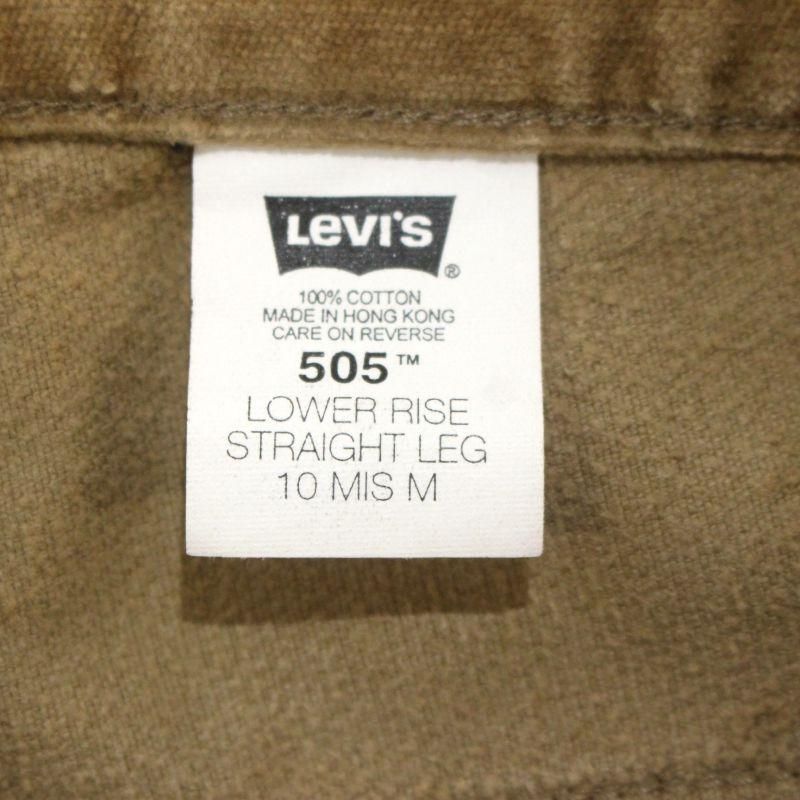 LEVI'S®
100% COTTON
MADE IN HONG KONG
CARE ON REVERSE
505™
LOWER RISE
STRAIGHT LEG
10 MIS M